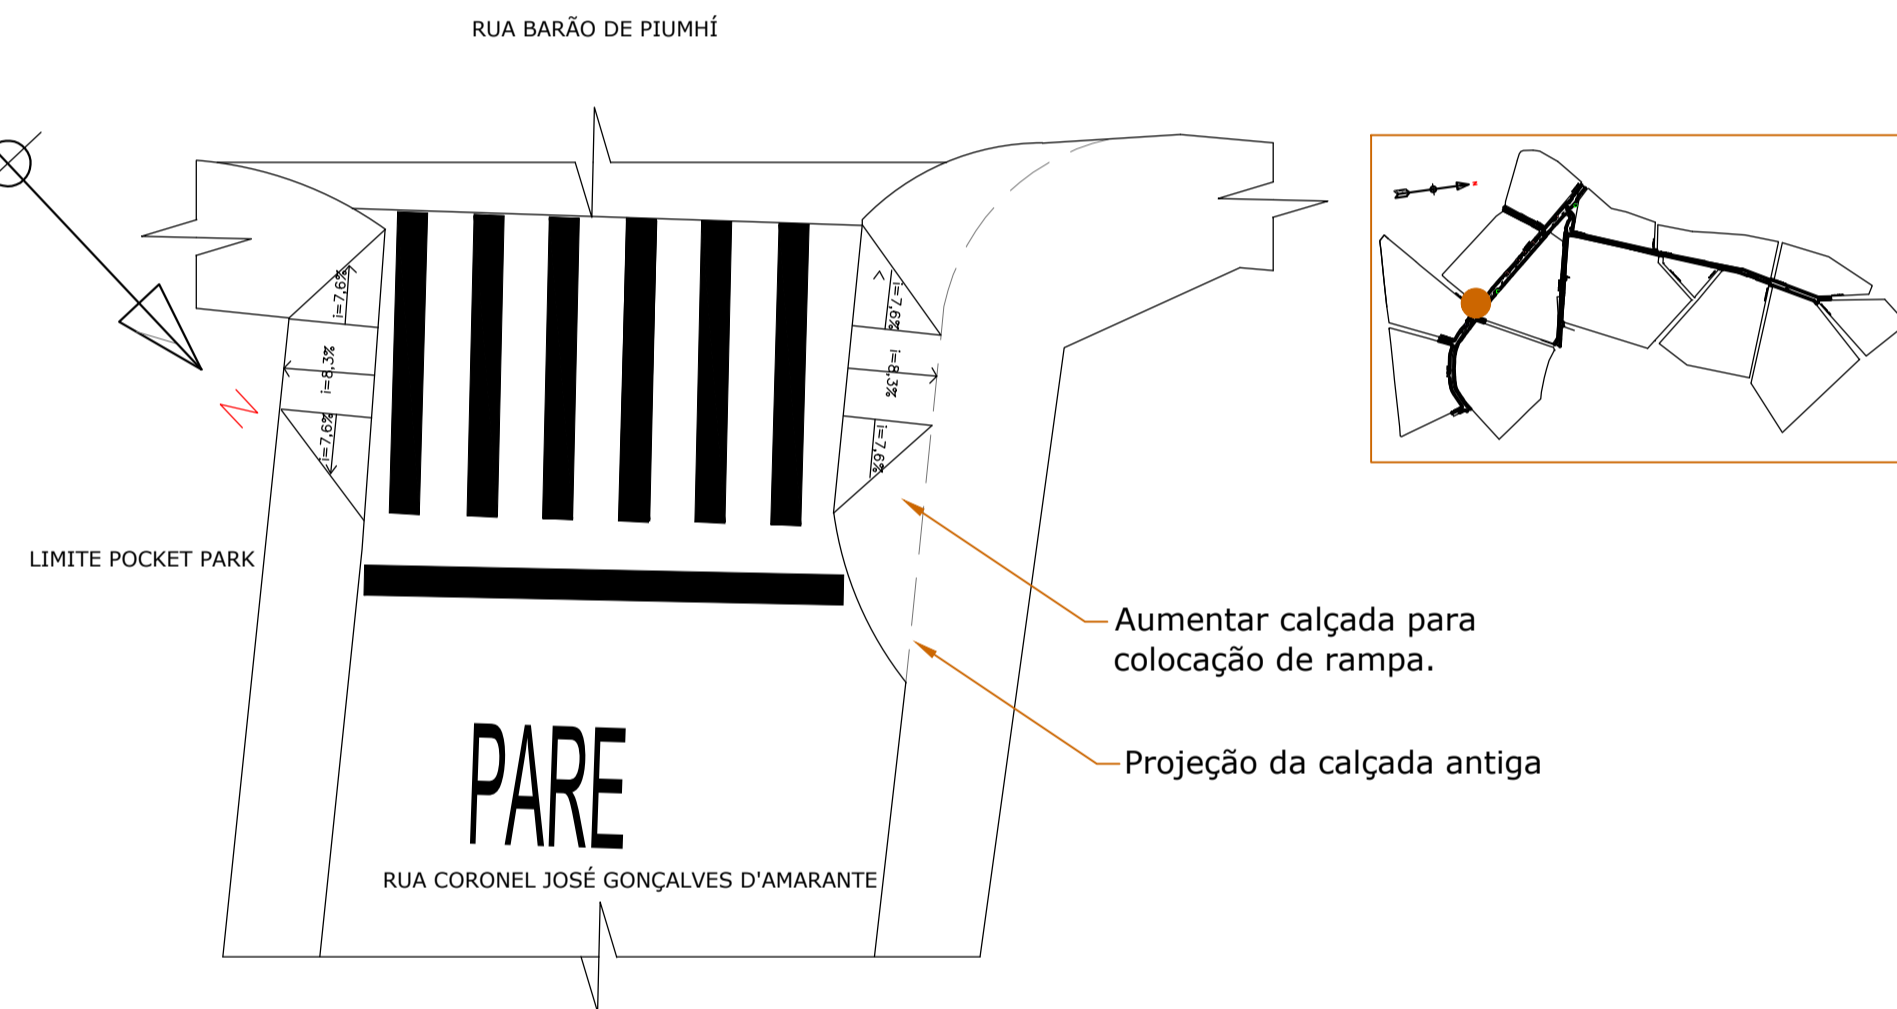 RUA BARÃO DE PIUMHÍ
i=7,6%
i=7,6%
i=8,3%
i=8,3%
i=7,6%
i=7,6%
N
LIMITE POCKET PARK
Aumentar calçada para
colocação de rampa.
Projeção da calçada antiga
PARE
RUA CORONEL JOSÉ GONÇALVES D'AMARANTE